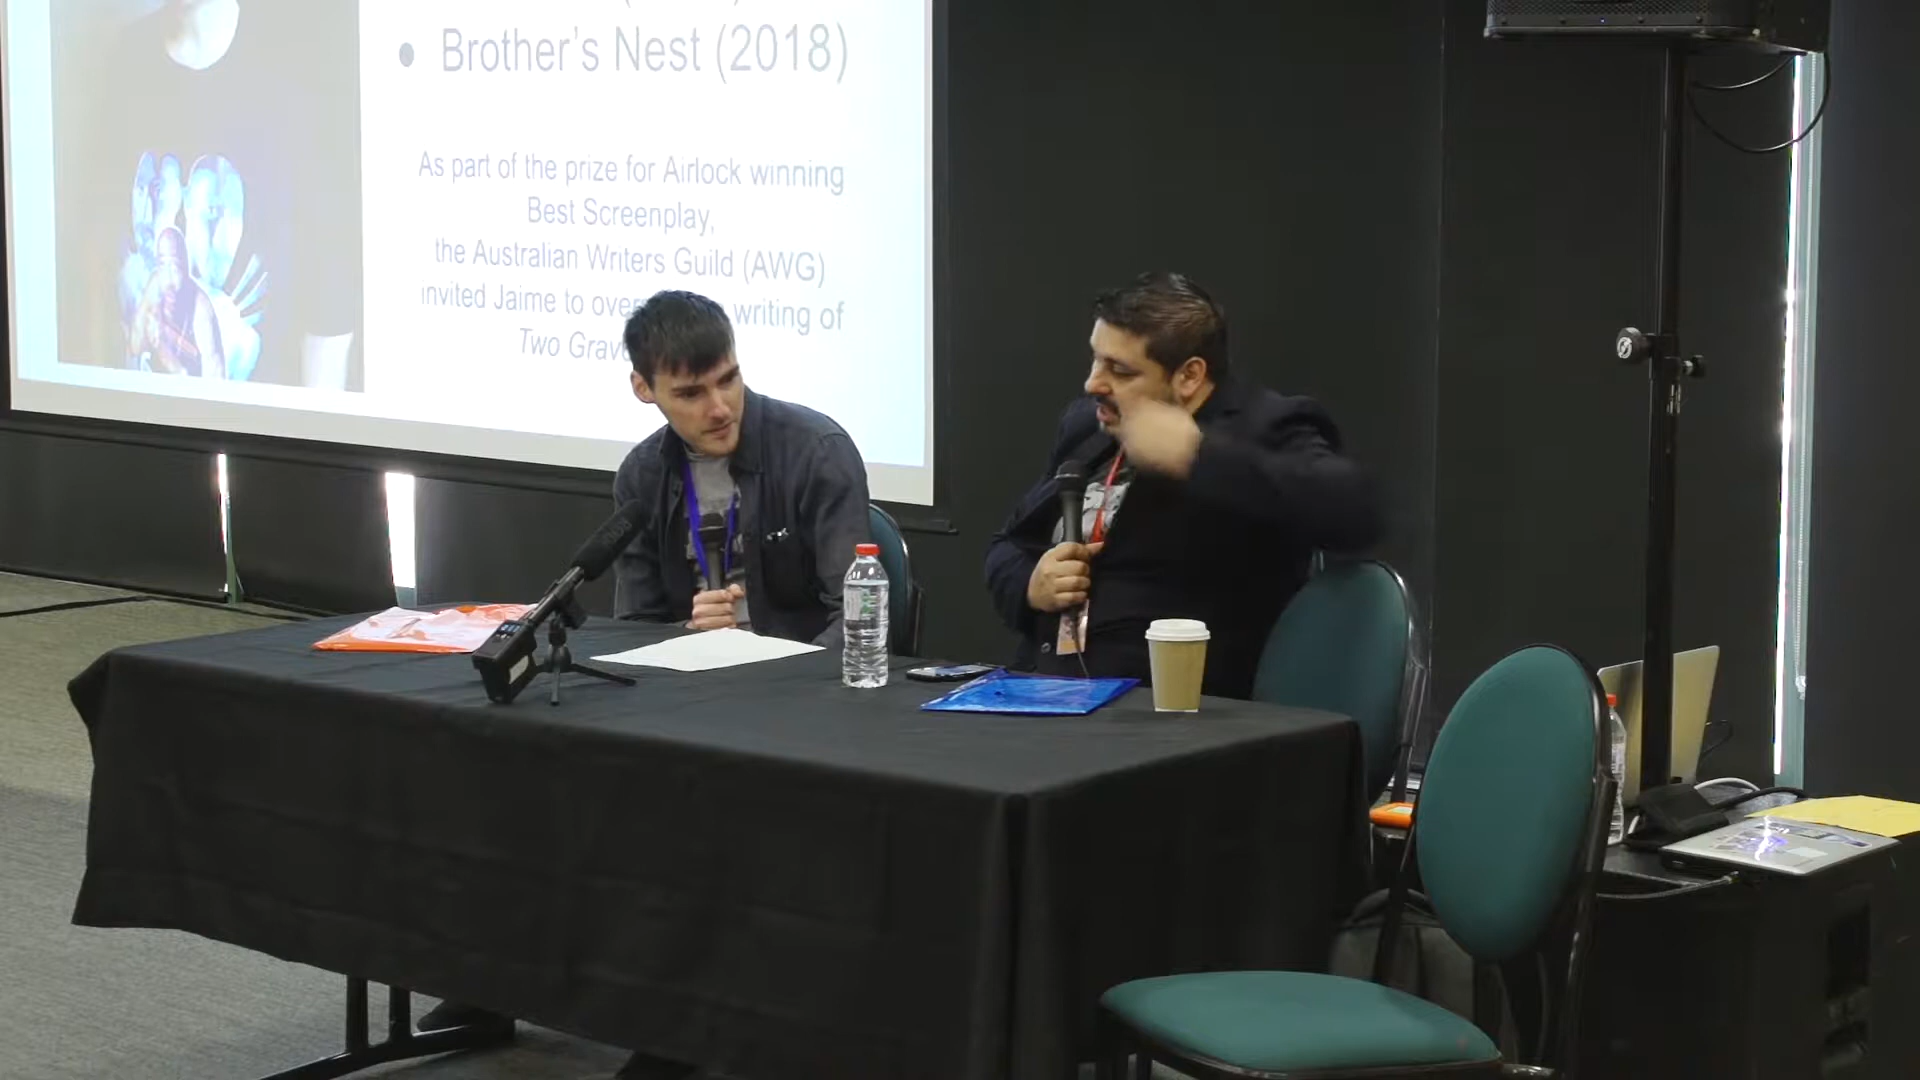 • Brother's Nest (2018)
As part of the prize for Airlock winning
Best Screenplay,
the Australian Writers Guild (AWG)
invited Jaime to writing of
Two